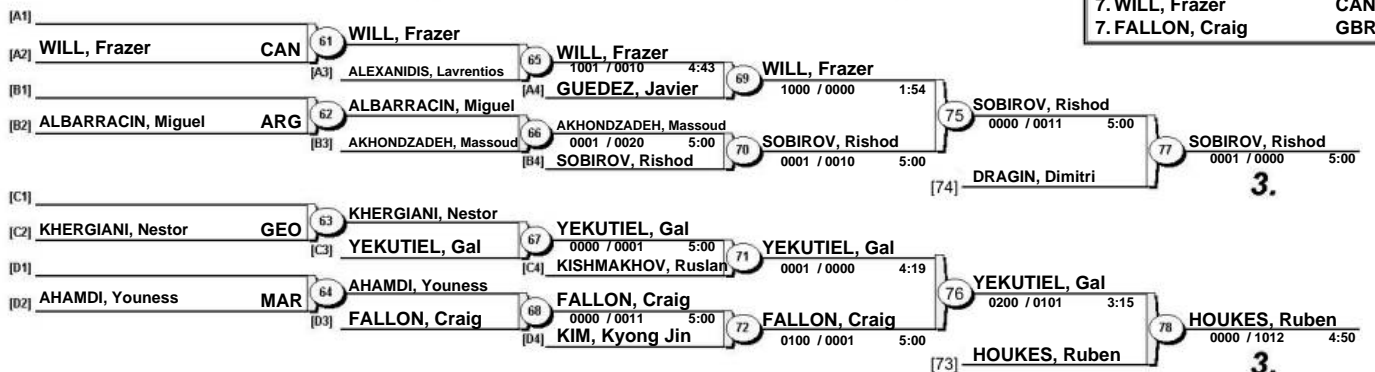 7. WILL, Frazer CAN
7. FALLON, Craig GBR
[A1]
[A2] WILL, Frazer CAN
61
WILL, Frazer
[A3] ALEXANIDIS, Lavrentios
65
WILL, Frazer
1001 / 0010 4:43
[A4] GUEDEZ, Javier
69
WILL, Frazer
1000 / 0000 1:54
[B1]
[B2] ALBARRACIN, Miguel ARG
62
ALBARRACIN, Miguel
[B3] AKHONDZADEH, Massoud
66
AKHONDZADEH, Massoud
0001 / 0020 5:00
[B4] SOBIROV, Rishod
70
SOBIROV, Rishod
0001 / 0010 5:00
75
SOBIROV, Rishod
0000 / 0011 5:00
[74] DRAGIN, Dimitri
77
SOBIROV, Rishod
0001 / 0000 5:00
3.
[C1]
[C2] KHERGIANI, Nestor GEO
63
KHERGIANI, Nestor
[C3] YEKUTIEL, Gal
67
YEKUTIEL, Gal
0000 / 0001 5:00
[C4] KISHMAKHOV, Ruslan
71
YEKUTIEL, Gal
0001 / 0000 4:19
[D1]
[D2] AHAMDI, Youness MAR
64
AHAMDI, Youness
[D3] FALLON, Craig
68
FALLON, Craig
0000 / 0011 5:00
[D4] KIM, Kyong Jin
72
FALLON, Craig
0100 / 0001 5:00
76
YEKUTIEL, Gal
0200 / 0101 3:15
[73] HOUKES, Ruben
78
HOUKES, Ruben
0000 / 1012 4:50
3.